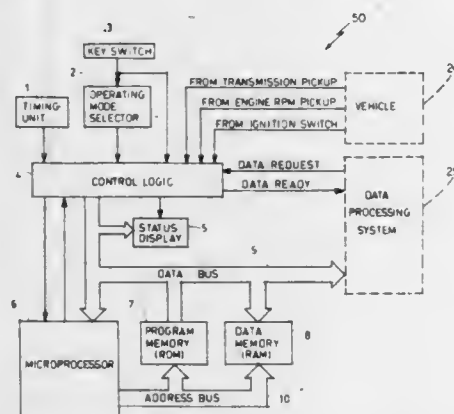 50
3
KEY SWITCH
2
1
OPERATING
MODE
SELECTOR
TIMING
UNIT
FROM TRANSMISSION PICKUP
FROM ENGINE RPM PICKUP
FROM IGNITION SWITCH
VEHICLE
4
CONTROL LOGIC
DATA REQUEST
DATA READY
DATA
PROCESSING
SYSTEM
STATUS
DISPLAY
5
DATA BUS
6
MICROPROCESSOR
7
PROGRAM
MEMORY
(ROM)
DATA
MEMORY
(RAM)
8
ADDRESS BUS
10